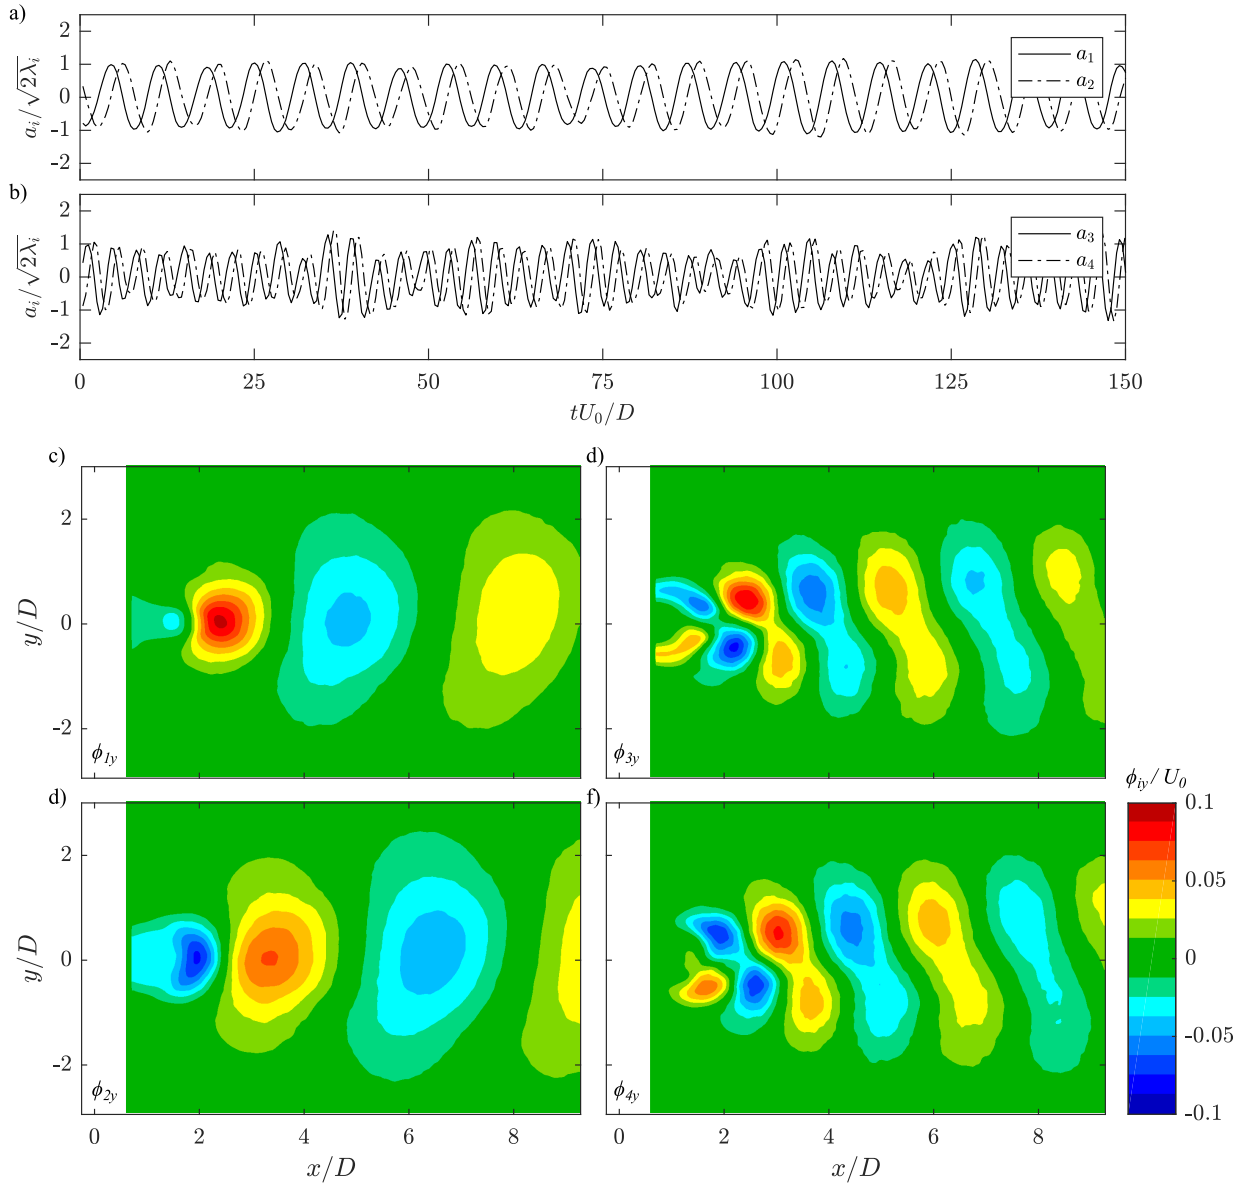 a)
2
1
0
-1
-2
a_i/√2λ_i
a_1
a_2
b)
2
1
0
-1
-2
a_i/√2λ_i
a_3
a_4
0 25 50 75 100 125 150
tU_0/D
c)
2
0
-2
y/D
ϕ_1y
d)
ϕ_3y
d)
2
0
-2
y/D
ϕ_2y
0 2 4 6 8
x/D
f)
ϕ_4y
0 2 4 6 8
x/D
ϕ_iy/U_0
0.1
0.05
0
-0.05
-0.1